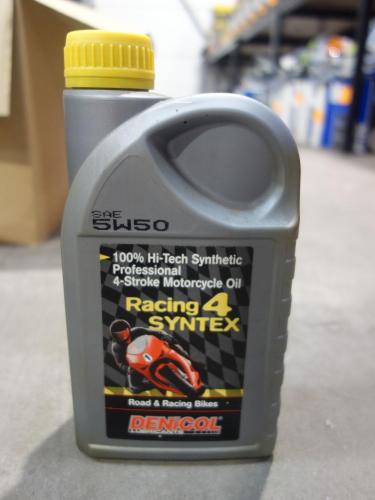 SAE
5W50
100% Hi-Tech Synthetic
Professional
4-Stroke Motorcycle Oil
Racing 4
SYNTEX
Road & Racing Bikes
DENiCOL